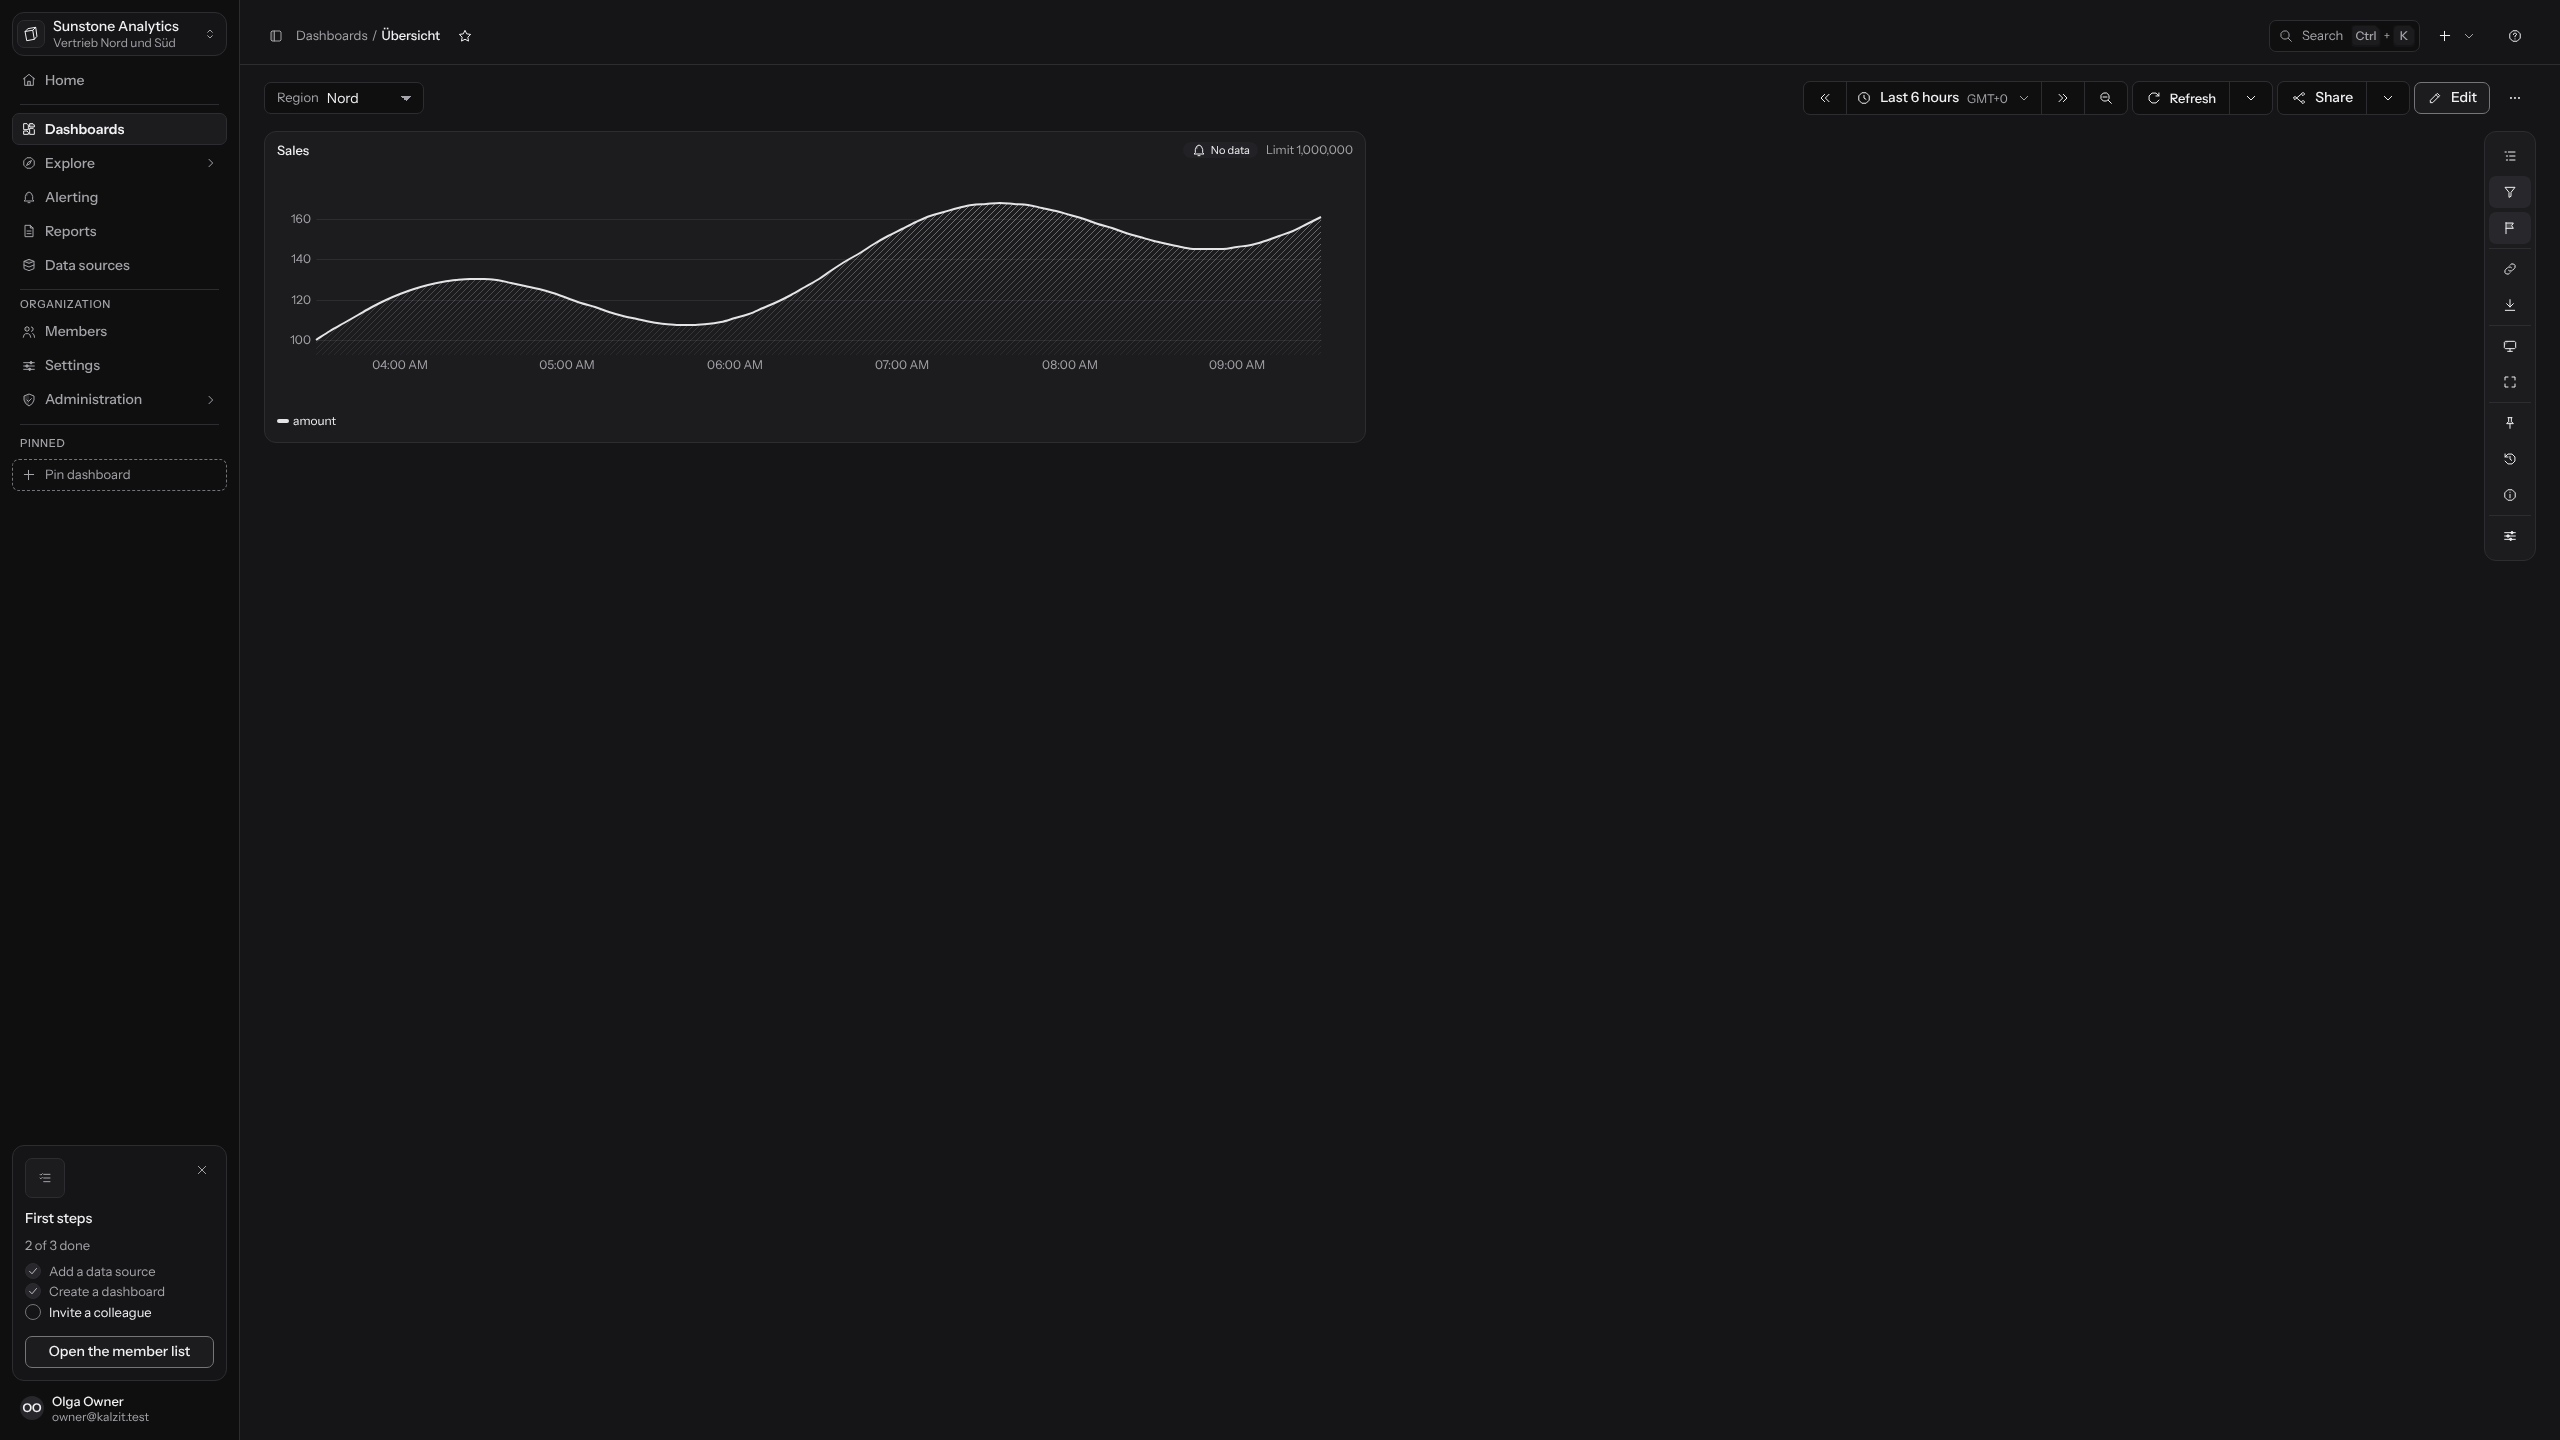 Sunstone Analytics
Vertrieb Nord und Süd
Home
Dashboards
Explore
Alerting
Reports
Data sources
ORGANIZATION
Members
Settings
Administration
PINNED
Pin dashboard
First steps
2 of 3 done
Add a data source
Create a dashboard
Invite a colleague
Open the member list
OO
Olga Owner
owner@kalzit.test
Dashboards / Übersicht
Search Ctrl + K
Region Nord
Last 6 hours GMT+0
Refresh
Share
Edit
Sales
No data
Limit 1,000,000
160
140
120
100
04:00 AM
05:00 AM
06:00 AM
07:00 AM
08:00 AM
09:00 AM
amount